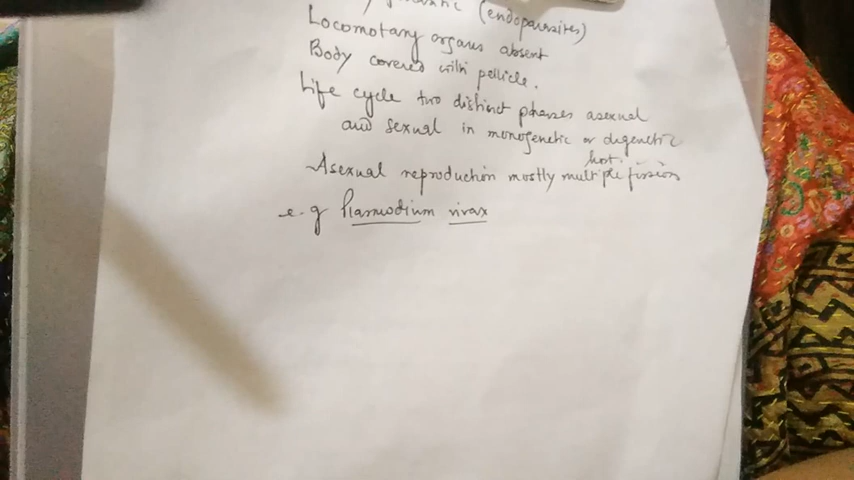 (endoparasites)
Locomotary organs absent
Body covered with pellicle.
Life cycle two distinct phases asexual
and sexual in monogenetic or digenetic
host.
Asexual reproduction mostly multiple fission
e.g Plasmodium vivax